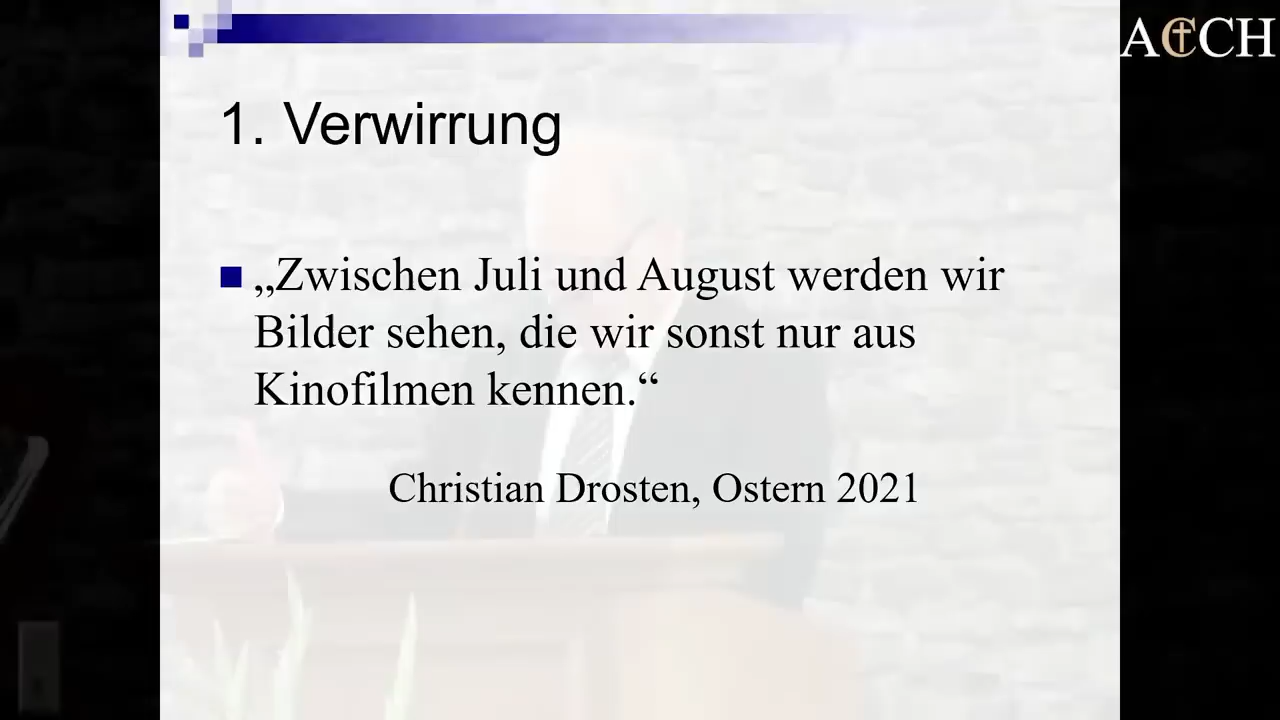 ACCH
1. Verwirrung
„Zwischen Juli und August werden wir
Bilder sehen, die wir sonst nur aus
Kinofilmen kennen.“
Christian Drosten, Ostern 2021